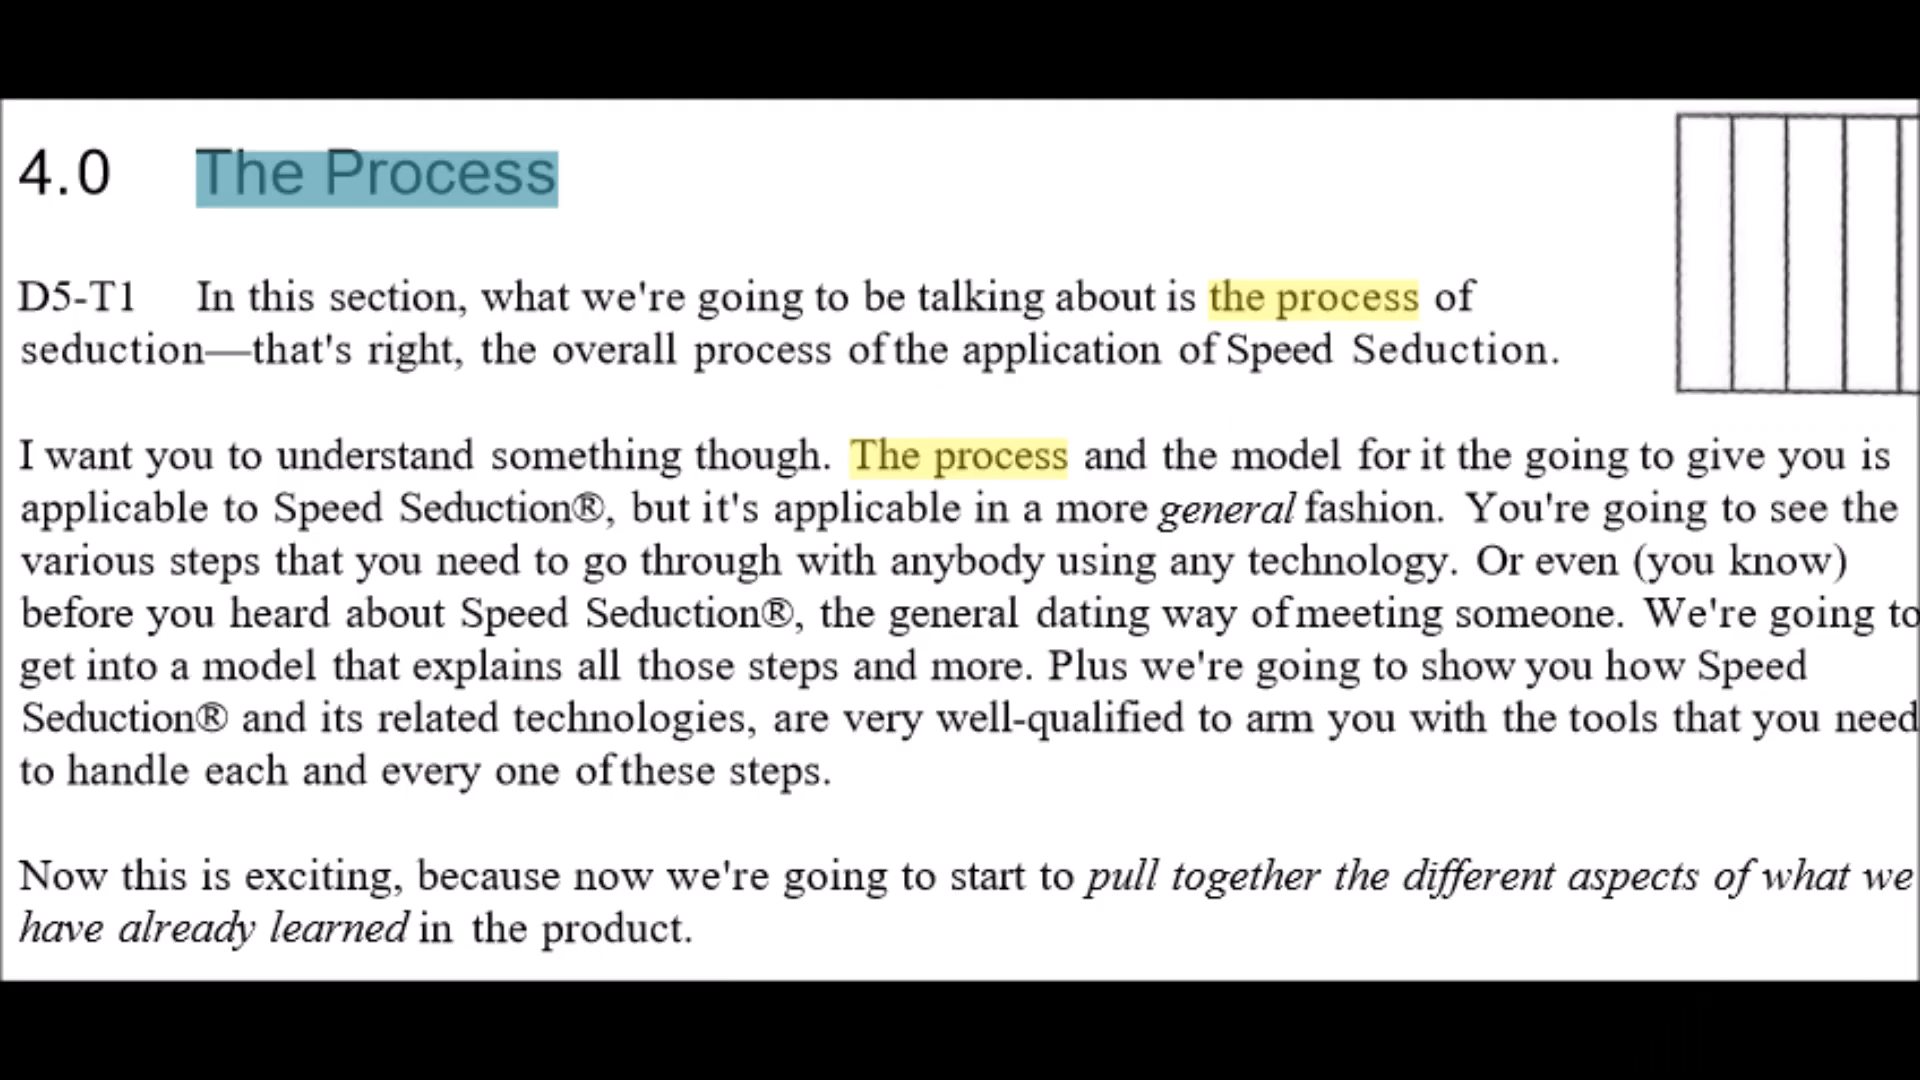 4.0 The Process
D5-T1 In this section, what we're going to be talking about is the process of
seduction—that's right, the overall process of the application of Speed Seduction.
I want you to understand something though. The process and the model for it the going to give you is
applicable to Speed Seduction®, but it's applicable in a more general fashion. You're going to see the
various steps that you need to go through with anybody using any technology. Or even (you know)
before you heard about Speed Seduction®, the general dating way of meeting someone. We're going to
get into a model that explains all those steps and more. Plus we're going to show you how Speed
Seduction® and its related technologies, are very well-qualified to arm you with the tools that you need
to handle each and every one of these steps.
Now this is exciting, because now we're going to start to pull together the different aspects of what we
have already learned in the product.